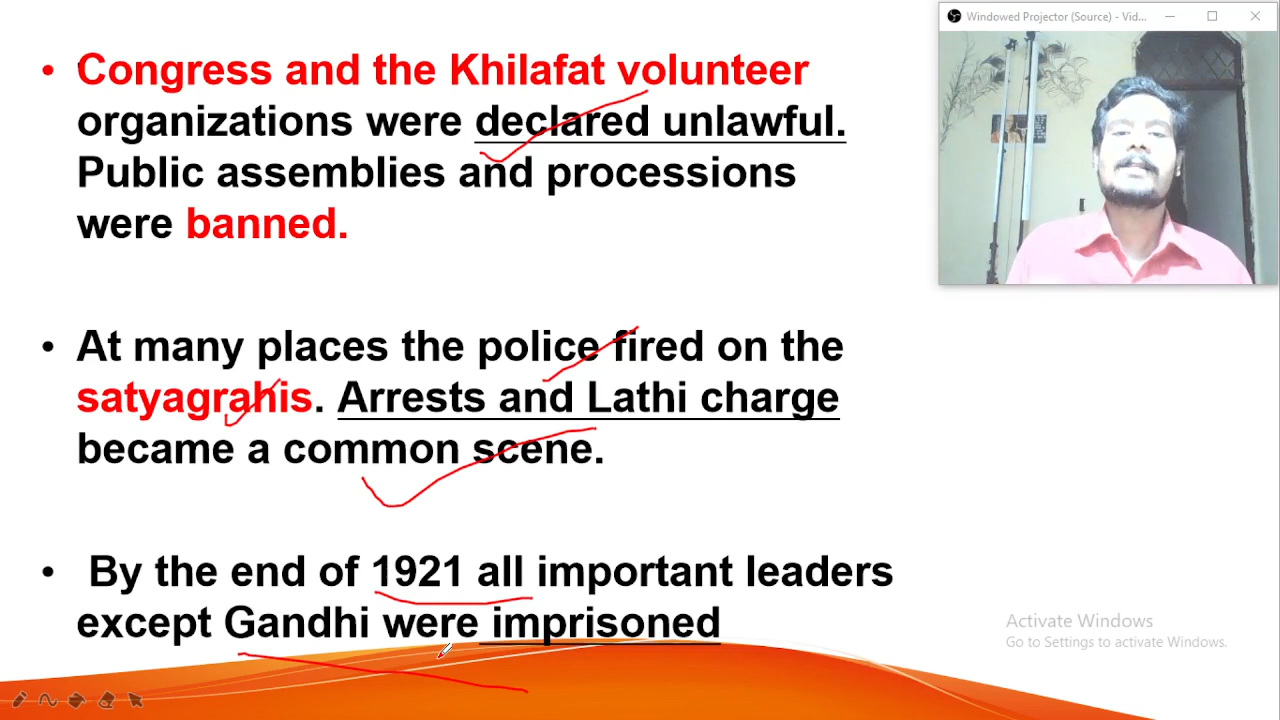 Windowed Projector (Source) - Vid...
• Congress and the Khilafat volunteer
organizations were declared unlawful.
Public assemblies and processions
were banned.
• At many places the police fired on the
satyagrahis. Arrests and Lathi charge
became a common scene.
• By the end of 1921 all important leaders
except Gandhi were imprisoned
Activate Windows
Go to Settings to activate Windows.